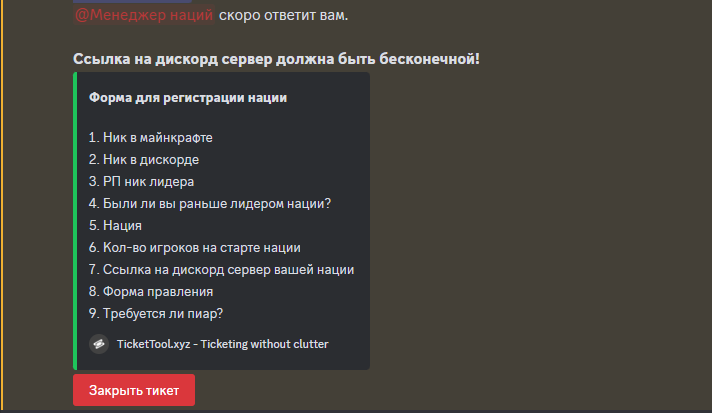 @Менеджер наций скоро ответит вам.
Ссылка на дискорд сервер должна быть бесконечной!
Форма для регистрации нации
1. Ник в майнкрафте
2. Ник в дискорде
3. РП ник лидера
4. Были ли вы раньше лидером нации?
5. Нация
6. Кол-во игроков на старте нации
7. Ссылка на дискорд сервер вашей нации
8. Форма правления
9. Требуется ли пиар?
TicketTool.xyz - Ticketing without clutter
Закрыть тикет